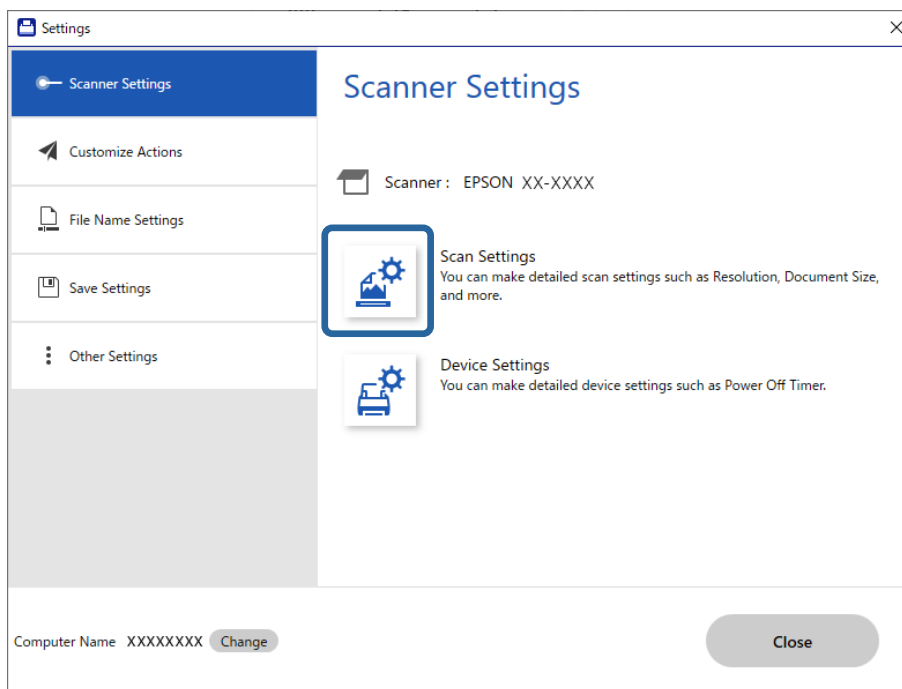 Settings
Scanner Settings
Customize Actions
File Name Settings
Save Settings
Other Settings
Scanner Settings
Scanner : EPSON XX-XXXX
Scan Settings
You can make detailed scan settings such as Resolution, Document Size,
and more.
Device Settings
You can make detailed device settings such as Power Off Timer.
Computer Name XXXXXXXX Change
Close